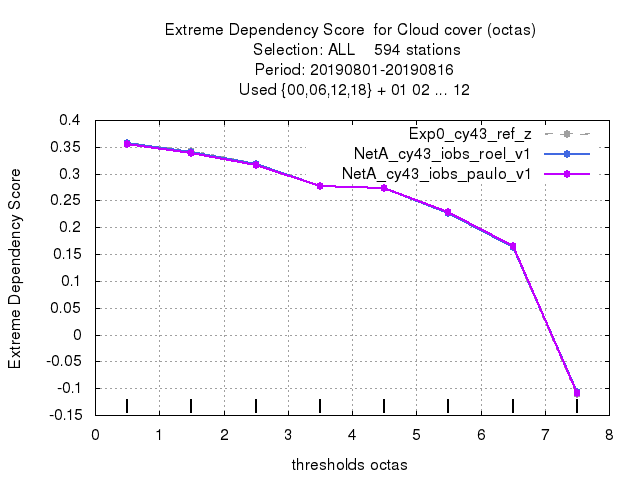 Extreme Dependency Score  for Cloud cover (octas)
Selection: ALL    594 stations
Period: 20190801-20190816
Used {00,06,12,18} + 01 02 ... 12
Exp0_cy43_ref_z
NetA_cy43_iobs_roel_v1
NetA_cy43_iobs_paulo_v1
Extreme Dependency Score
0.4
0.35
0.3
0.25
0.2
0.15
0.1
0.05
0
-0.05
-0.1
-0.15
0 1 2 3 4 5 6 7 8
thresholds octas